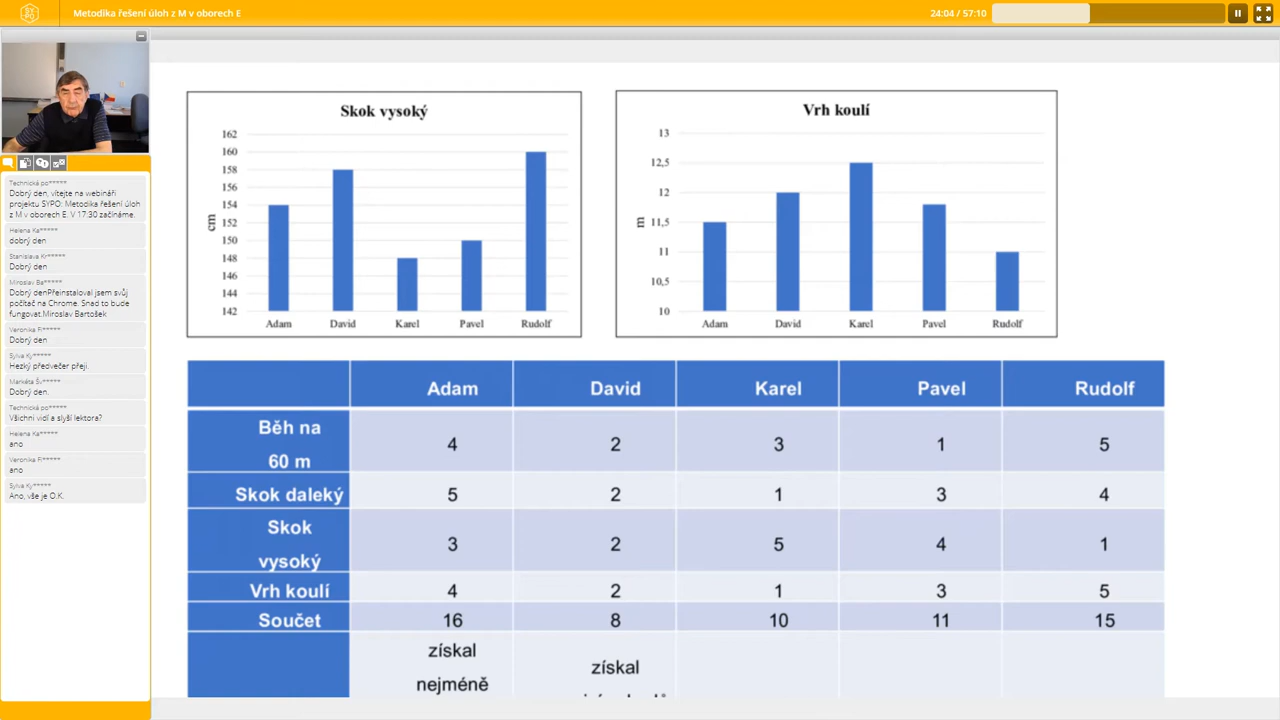 Metodika řešení úloh z M v oborech E
24:04 / 57:10
Technická po*****
Dobrý den, vítejte na webináři
projektu SYPO: Metodika řešení úloh
z M v oborech E. V 17:30 začínáme.
Helena Ka*****
dobrý den
Stanislava Kr*****
Dobrý den
Miroslav Ba*****
Dobrý denPřeinstaloval jsem svůj
počítač na Chrome. Snad to bude
fungovat.Miroslav Bartošek
Veronika Fi*****
Dobrý den
Sylva Ky*****
Hezký předvečer přeji.
Markéta Šv*****
Dobrý den.
Technická po*****
Všichni vidí a slyší lektora?
Helena Ka*****
ano
Veronika Fi*****
ano
Sylva Ky*****
Ano, vše je O.K.
Skok vysoký
162
160
158
156
154
152
150
148
146
144
142
cm
Adam David Karel Pavel Rudolf
Vrh koulí
13
12,5
12
11,5
11
10,5
10
m
Adam David Karel Pavel Rudolf
Adam David Karel Pavel Rudolf
Běh na
60 m
4 2 3 1 5
Skok daleký 5 2 1 3 4
Skok
vysoký
3 2 5 4 1
Vrh koulí 4 2 1 3 5
Součet 16 8 10 11 15
získal
nejméně
získal